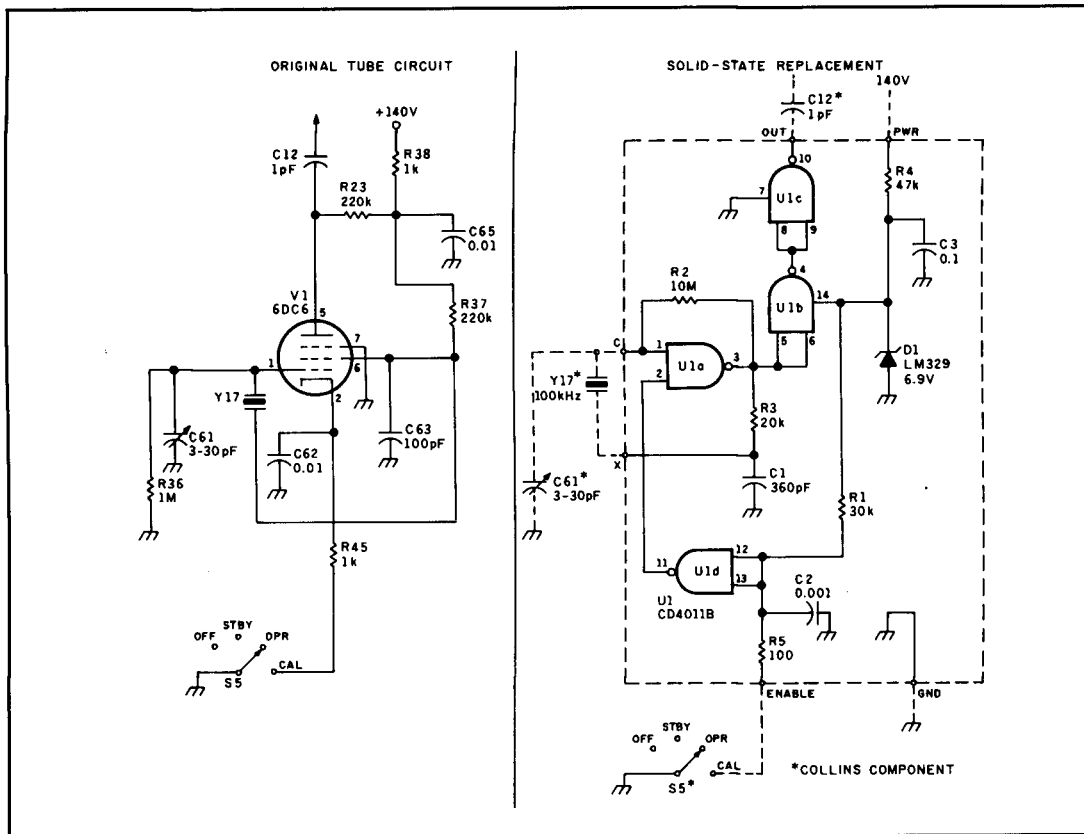 ORIGINAL TUBE CIRCUIT
+140V
R38
1k
C12
1pF
R23
220k
C65
0.01
R37
220k
V1
6DC6
5
7
6
1
2
Y17
C61
3-30pF
C62
0.01
C63
100pF
R36
1M
R45
1k
OFF
STBY
OPR
CAL
S5
SOLID-STATE REPLACEMENT
140V
C12*
1pF
OUT
PWR
10
R4
47k
7
U1c
8
9
C3
0.1
4
R2
10M
U1b
14
5
6
D1
LM329
6.9V
C
1
U1a
3
2
Y17*
100kHz
R3
20k
X
C1
360pF
C61*
3-30pF
R1
30k
11
U1d
12
13
C2
0.001
U1
CD4011B
R5
100
ENABLE
GND
OFF
STBY
OPR
CAL
S5*
*COLLINS COMPONENT